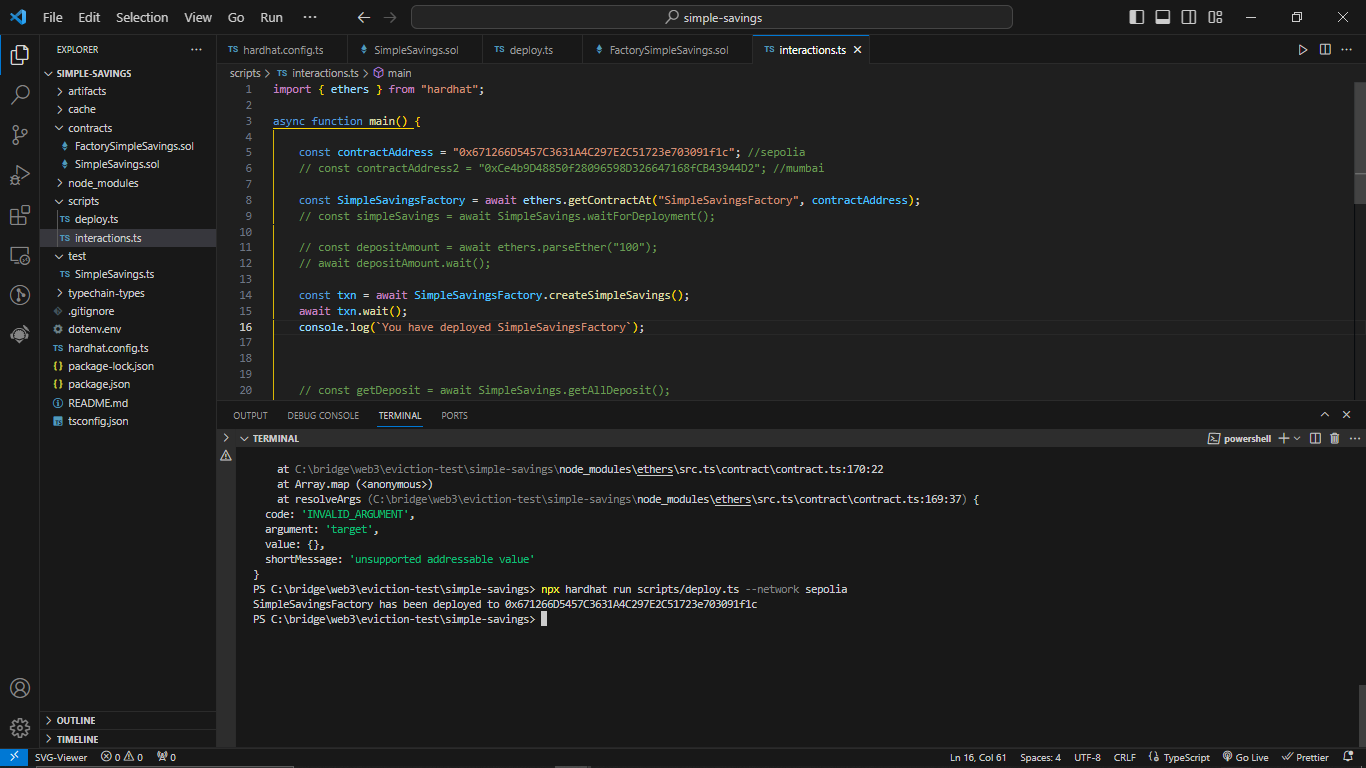 File Edit Selection View Go Run ··· simple-savings
EXPLORER ···
SIMPLE-SAVINGS
artifacts
cache
contracts
FactorySimpleSavings.sol
SimpleSavings.sol
node_modules
scripts
TS deploy.ts
TS interactions.ts
test
TS SimpleSavings.ts
typechain-types
.gitignore
dotenv.env
TS hardhat.config.ts
{} package-lock.json
{} package.json
README.md
tsconfig.json
OUTLINE
TIMELINE
TS hardhat.config.ts SimpleSavings.sol TS deploy.ts FactorySimpleSavings.sol TS interactions.ts
scripts > TS interactions.ts > main
1 import { ethers } from "hardhat";
2
3 async function main() {
4
5 const contractAddress = "0x671266D5457C3631A4C297E2C51723e703091f1c"; //sepolia
6 // const contractAddress2 = "0xCe4b9D48850f28096598D326647168fCB43944D2"; //mumbai
7
8 const SimpleSavingsFactory = await ethers.getContractAt("SimpleSavingsFactory", contractAddress);
9 // const simpleSavings = await SimpleSavings.waitForDeployment();
10
11 // const depositAmount = await ethers.parseEther("100");
12 // await depositAmount.wait();
13
14 const txn = await SimpleSavingsFactory.createSimpleSavings();
15 await txn.wait();
16 console.log(`You have deployed SimpleSavingsFactory`);
17
18
19
20 // const getDeposit = await SimpleSavings.getAllDeposit();
OUTPUT DEBUG CONSOLE TERMINAL PORTS
TERMINAL powershell
at C:\bridge\web3\eviction-test\simple-savings\node_modules\ethers\src.ts\contract\contract.ts:170:22
at Array.map (<anonymous>)
at resolveArgs (C:\bridge\web3\eviction-test\simple-savings\node_modules\ethers\src.ts\contract\contract.ts:169:37) {
code: 'INVALID_ARGUMENT',
argument: 'target',
value: {},
shortMessage: 'unsupported addressable value'
}
PS C:\bridge\web3\eviction-test\simple-savings> npx hardhat run scripts/deploy.ts --network sepolia
SimpleSavingsFactory has been deployed to 0x671266D5457C3631A4C297E2C51723e703091f1c
PS C:\bridge\web3\eviction-test\simple-savings>
SVG-Viewer 0 0 0 Ln 16, Col 61 Spaces: 4 UTF-8 CRLF {} TypeScript Go Live Prettier